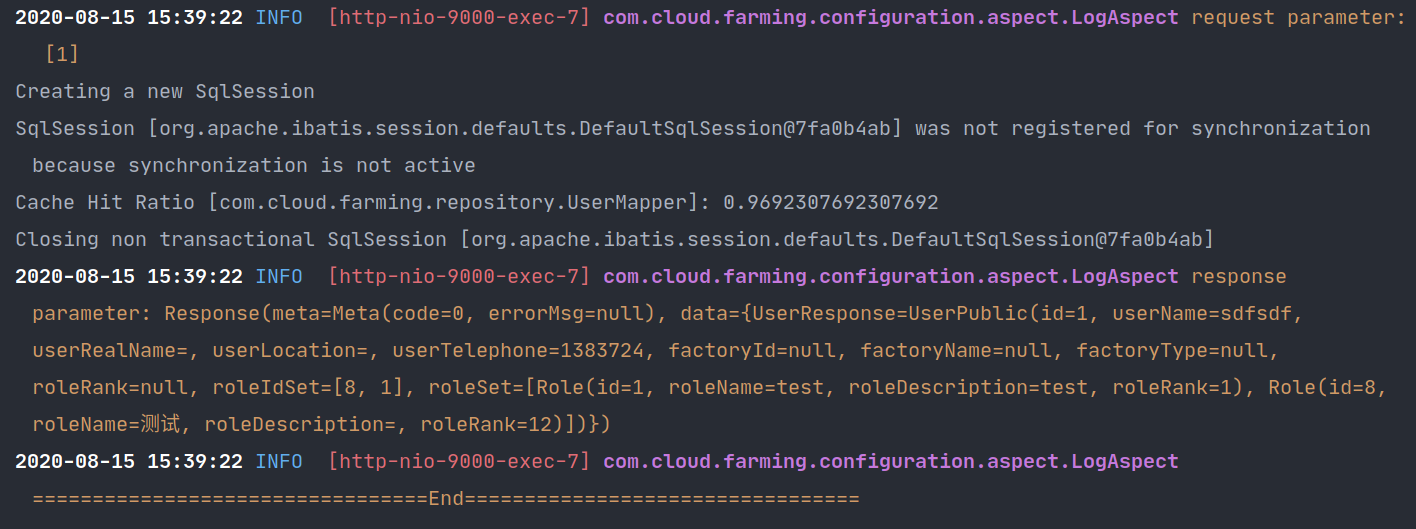 2020-08-15 15:39:22 INFO  [http-nio-9000-exec-7] com.cloud.farming.configuration.aspect.LogAspect request parameter:
[1]
Creating a new SqlSession
SqlSession [org.apache.ibatis.session.defaults.DefaultSqlSession@7fa0b4ab] was not registered for synchronization
because synchronization is not active
Cache Hit Ratio [com.cloud.farming.repository.UserMapper]: 0.9692307692307692
Closing non transactional SqlSession [org.apache.ibatis.session.defaults.DefaultSqlSession@7fa0b4ab]
2020-08-15 15:39:22 INFO  [http-nio-9000-exec-7] com.cloud.farming.configuration.aspect.LogAspect response
parameter: Response(meta=Meta(code=0, errorMsg=null), data={UserResponse=UserPublic(id=1, userName=sdfsdf,
userRealName=, userLocation=, userTelephone=1383724, factoryId=null, factoryName=null, factoryType=null,
roleRank=null, roleIdSet=[8, 1], roleSet=[Role(id=1, roleName=test, roleDescription=test, roleRank=1), Role(id=8,
roleName=测试, roleDescription=, roleRank=12)])})
2020-08-15 15:39:22 INFO  [http-nio-9000-exec-7] com.cloud.farming.configuration.aspect.LogAspect
=================================End=================================